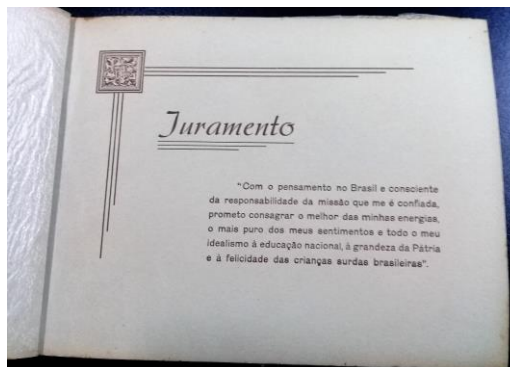 Juramento
"Com o pensamento no Brasil e consciente
da responsabilidade da missão que me é confiada,
prometo consagrar o melhor das minhas energias,
o mais puro dos meus sentimentos e todo o meu
idealismo à educação nacional, à grandeza da Pátria
e à felicidade das crianças surdas brasileiras".